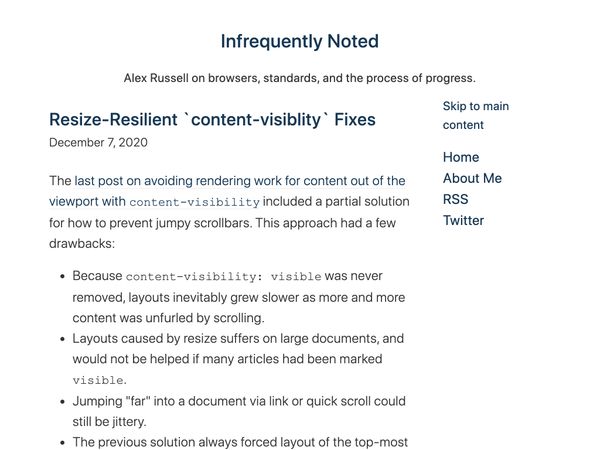 Infrequently Noted
Alex Russell on browsers, standards, and the process of progress.
Resize-Resilient `content-visiblity` Fixes
December 7, 2020
The last post on avoiding rendering work for content out of the
viewport with content-visibility included a partial solution
for how to prevent jumpy scrollbars. This approach had a few
drawbacks:
• Because content-visibility: visible was never
removed, layouts inevitably grew slower as more and more
content was unfurled by scrolling.
• Layouts caused by resize suffers on large documents, and
would not be helped if many articles had been marked
visible.
• Jumping "far" into a document via link or quick scroll could
still be jittery.
• The previous solution always forced layout of the top-most
Skip to main
content
Home
About Me
RSS
Twitter